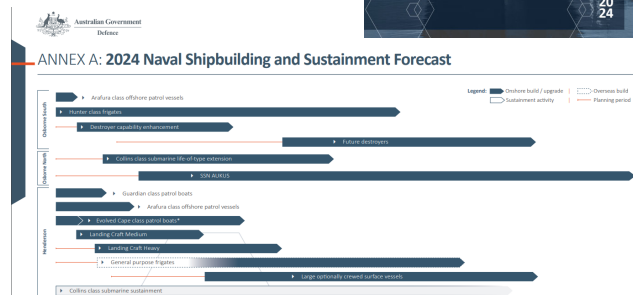 Australian Government
Defence
20
24
ANNEX A: 2024 Naval Shipbuilding and Sustainment Forecast
Legend: Onshore build / upgrade Overseas build
Sustainment activity Planning period
Osborne South
Arafura class offshore patrol vessels
Hunter class frigates
Destroyer capability enhancement
Future destroyers
Osborne North
Collins class submarine life-of-type extension
SSN AUKUS
Henderson
Guardian class patrol boats
Arafura class offshore patrol vessels
Evolved Cape class patrol boats*
Landing Craft Medium
Landing Craft Heavy
General purpose frigates
Large optionally crewed surface vessels
Collins class submarine sustainment